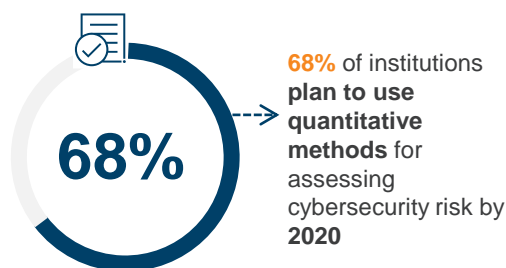 68%
68% of institutions
plan to use
quantitative
methods for
assessing
cybersecurity risk by
2020